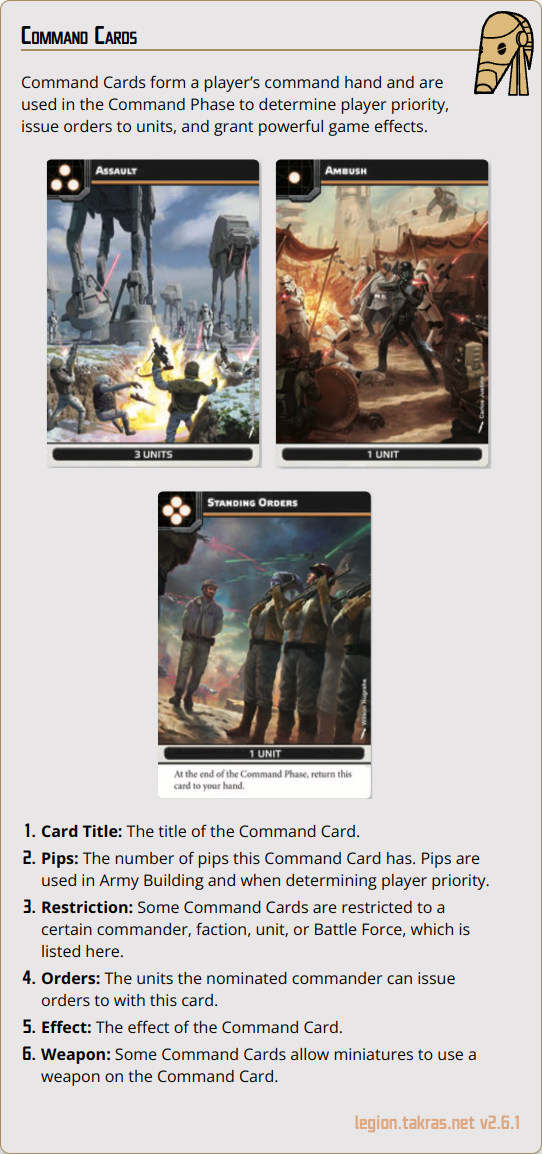 Command Cards
Command Cards form a player's command hand and are
used in the Command Phase to determine player priority,
issue orders to units, and grant powerful game effects.
Assault
3 UNITS
Ambush
Carlos
1 UNIT
Standing Orders
Wisnu Nugraha
1 UNIT
At the end of the Command Phase, return this
card to your hand.
1. Card Title: The title of the Command Card.
2. Pips: The number of pips this Command Card has. Pips are
used in Army Building and when determining player priority.
3. Restriction: Some Command Cards are restricted to a
certain commander, faction, unit, or Battle Force, which is
listed here.
4. Orders: The units the nominated commander can issue
orders to with this card.
5. Effect: The effect of the Command Card.
6. Weapon: Some Command Cards allow miniatures to use a
weapon on the Command Card.
legion.takras.net v2.6.1